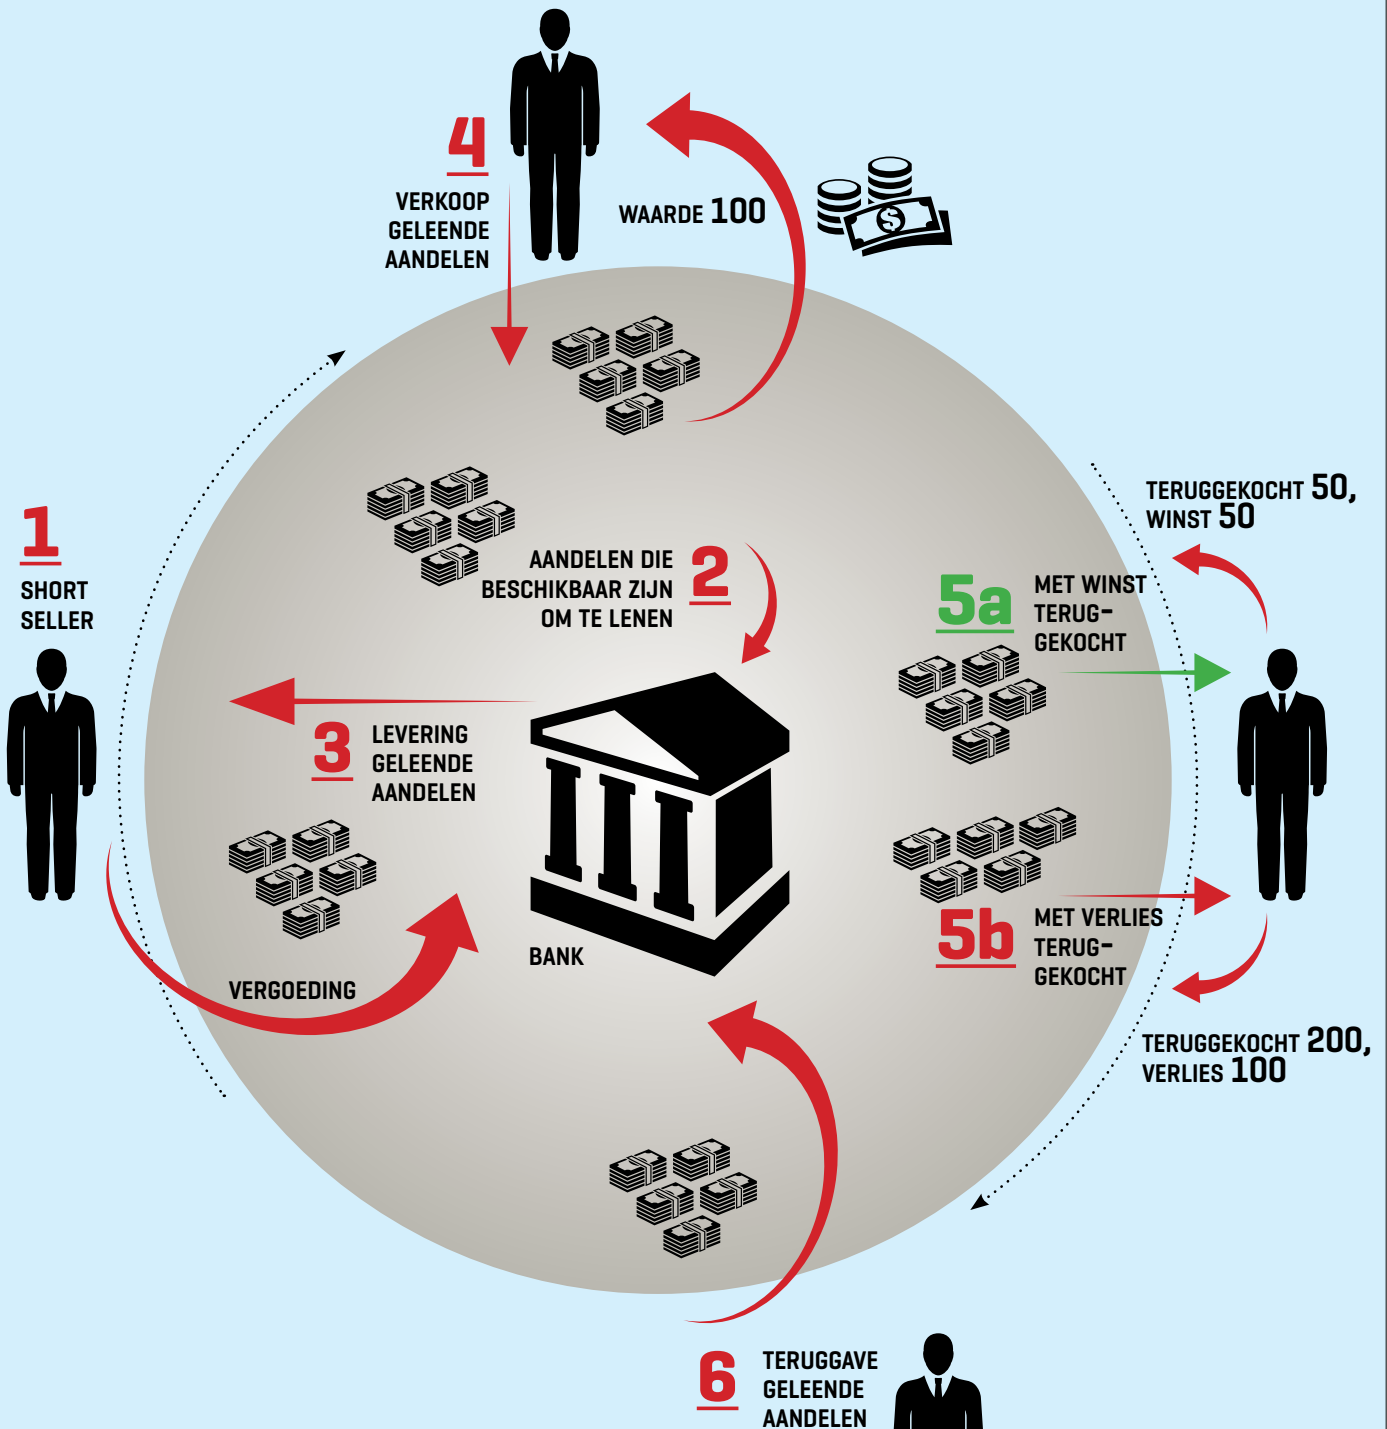 4
VERKOOP
GELEENDE
AANDELEN
WAARDE 100
1
SHORT
SELLER
AANDELEN DIE
BESCHIKBAAR ZIJN
OM TE LENEN
2
3
LEVERING
GELEENDE
AANDELEN
VERGOEDING
BANK
5a
MET WINST
TERUG-
GEKOCHT
TERUGGEKOCHT 50,
WINST 50
5b
MET VERLIES
TERUG-
GEKOCHT
TERUGGEKOCHT 200,
VERLIES 100
6
TERUGGAVE
GELEENDE
AANDELEN